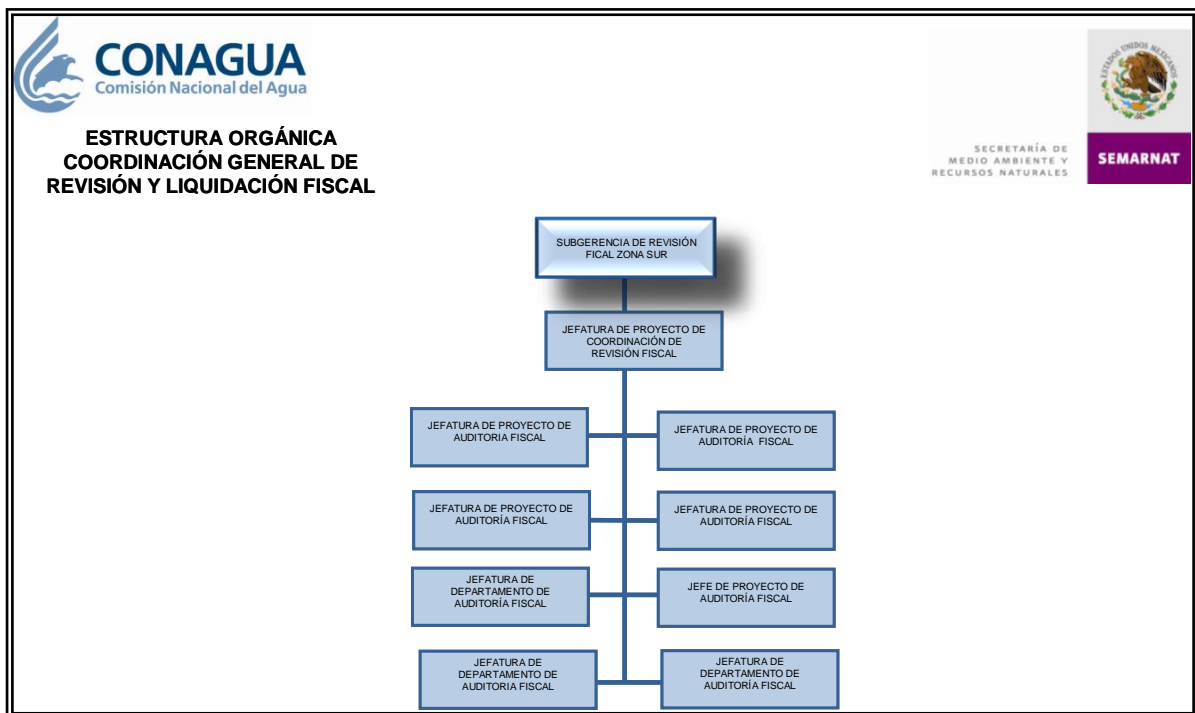 CONAGUA
Comisión Nacional del Agua
ESTRUCTURA ORGÁNICA
COORDINACIÓN GENERAL DE
REVISIÓN Y LIQUIDACIÓN FISCAL
ESTADOS UNIDOS MEXICANOS
SECRETARÍA DE
MEDIO AMBIENTE Y
RECURSOS NATURALES
SEMARNAT
SUBGERENCIA DE REVISIÓN
FICAL ZONA SUR
JEFATURA DE PROYECTO DE
COORDINACIÓN DE
REVISIÓN FISCAL
JEFATURA DE PROYECTO DE
AUDITORIA FISCAL
JEFATURA DE PROYECTO DE
AUDITORÍA FISCAL
JEFATURA DE PROYECTO DE
AUDITORÍA FISCAL
JEFATURA DE PROYECTO DE
AUDITORÍA FISCAL
JEFATURA DE
DEPARTAMENTO DE
AUDITORÍA FISCAL
JEFE DE PROYECTO DE
AUDITORÍA FISCAL
JEFATURA DE
DEPARTAMENTO DE
AUDITORIA FISCAL
JEFATURA DE
DEPARTAMENTO DE
AUDITORÍA FISCAL